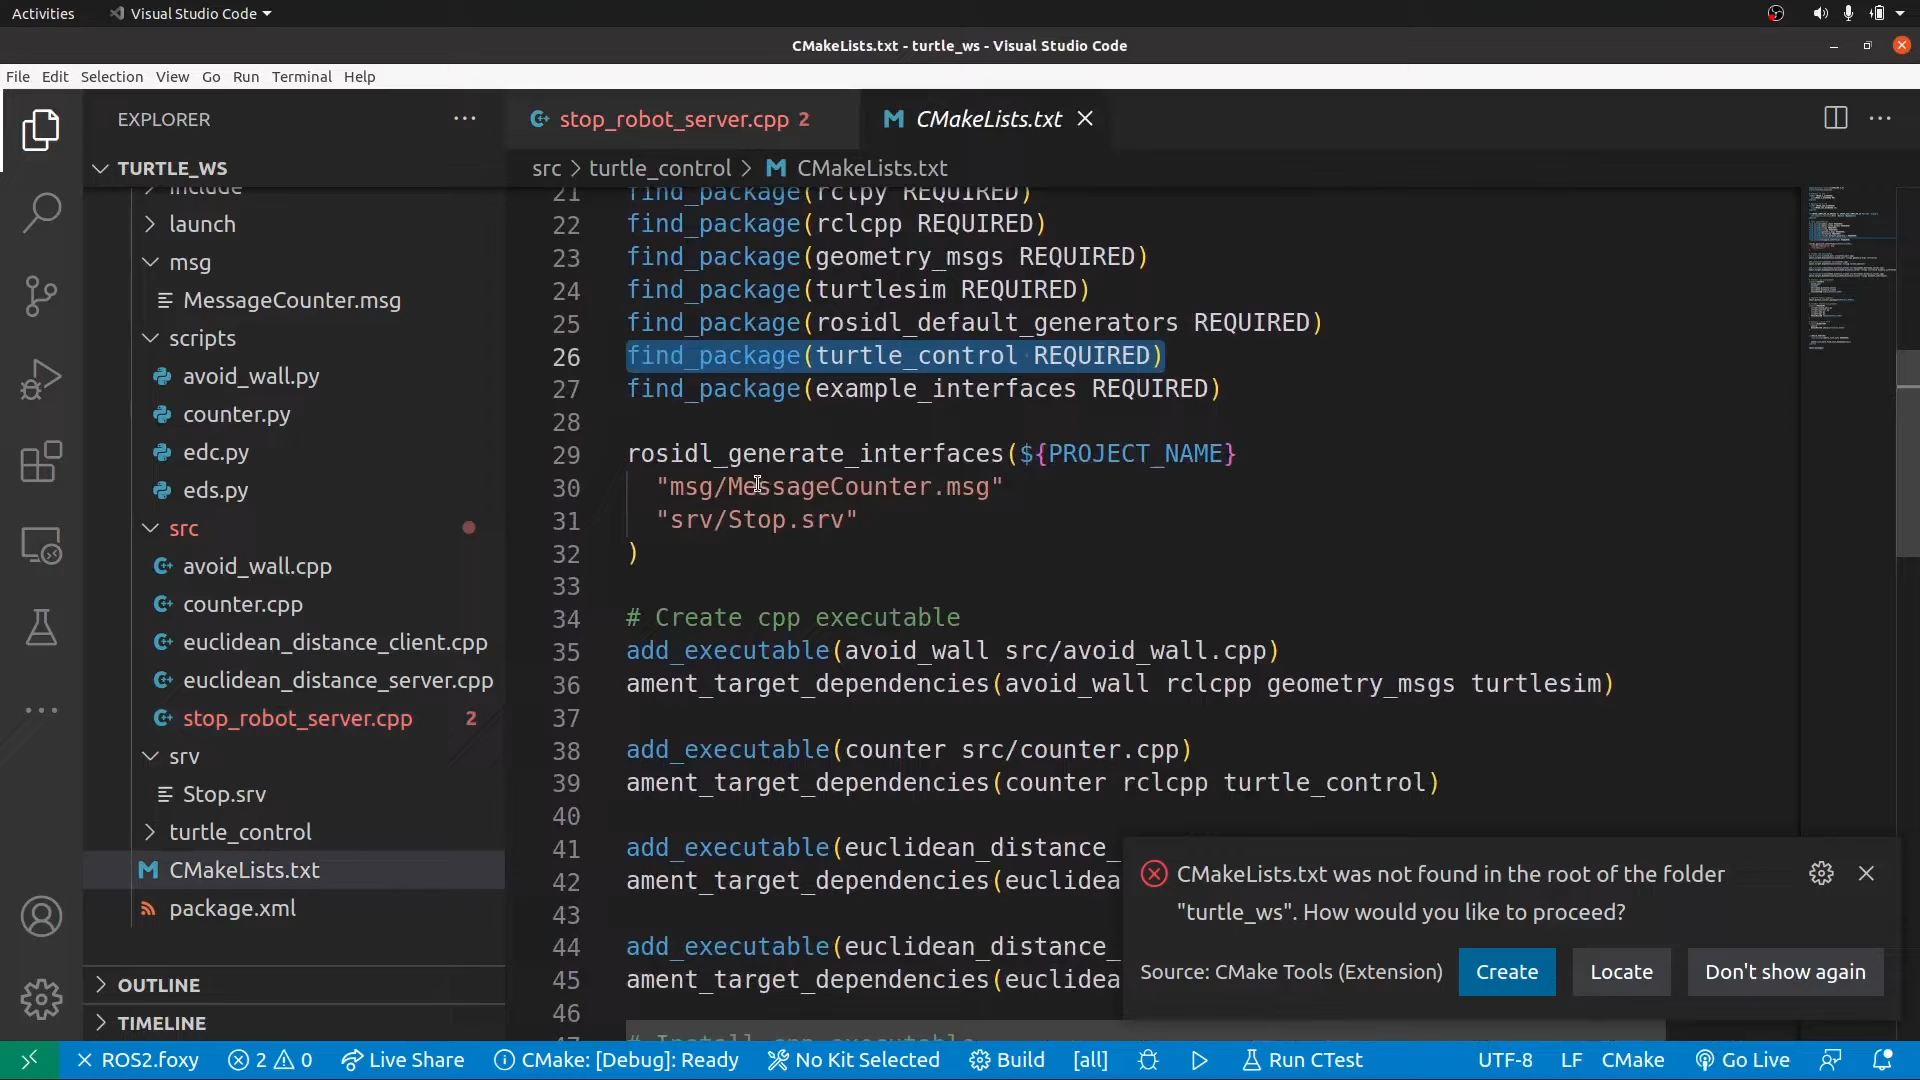 Activities
Visual Studio Code
CMakeLists.txt - turtle_ws - Visual Studio Code
File Edit Selection View Go Run Terminal Help
EXPLORER
TURTLE_WS
include
launch
msg
MessageCounter.msg
scripts
avoid_wall.py
counter.py
edc.py
eds.py
src
avoid_wall.cpp
counter.cpp
euclidean_distance_client.cpp
euclidean_distance_server.cpp
stop_robot_server.cpp 2
srv
Stop.srv
turtle_control
CMakeLists.txt
package.xml
OUTLINE
TIMELINE
stop_robot_server.cpp 2
CMakeLists.txt
src > turtle_control > CMakeLists.txt
21 find_package(rclpy REQUIRED)
22 find_package(rclcpp REQUIRED)
23 find_package(geometry_msgs REQUIRED)
24 find_package(turtlesim REQUIRED)
25 find_package(rosidl_default_generators REQUIRED)
26 find_package(turtle_control REQUIRED)
27 find_package(example_interfaces REQUIRED)
28
29 rosidl_generate_interfaces(${PROJECT_NAME}
30 "msg/MessageCounter.msg"
31 "srv/Stop.srv"
32 )
33
34 # Create cpp executable
35 add_executable(avoid_wall src/avoid_wall.cpp)
36 ament_target_dependencies(avoid_wall rclcpp geometry_msgs turtlesim)
37
38 add_executable(counter src/counter.cpp)
39 ament_target_dependencies(counter rclcpp turtle_control)
40
41 add_executable(euclidean_distance_
42 ament_target_dependencies(euclidea
43
44 add_executable(euclidean_distance_
45 ament_target_dependencies(euclidea
46
# Install cpp executable
CMakeLists.txt was not found in the root of the folder
"turtle_ws". How would you like to proceed?
Source: CMake Tools (Extension)
Create
Locate
Don't show again
ROS2.foxy 2 0 Live Share CMake: [Debug]: Ready No Kit Selected Build [all] Run CTest UTF-8 LF CMake Go Live